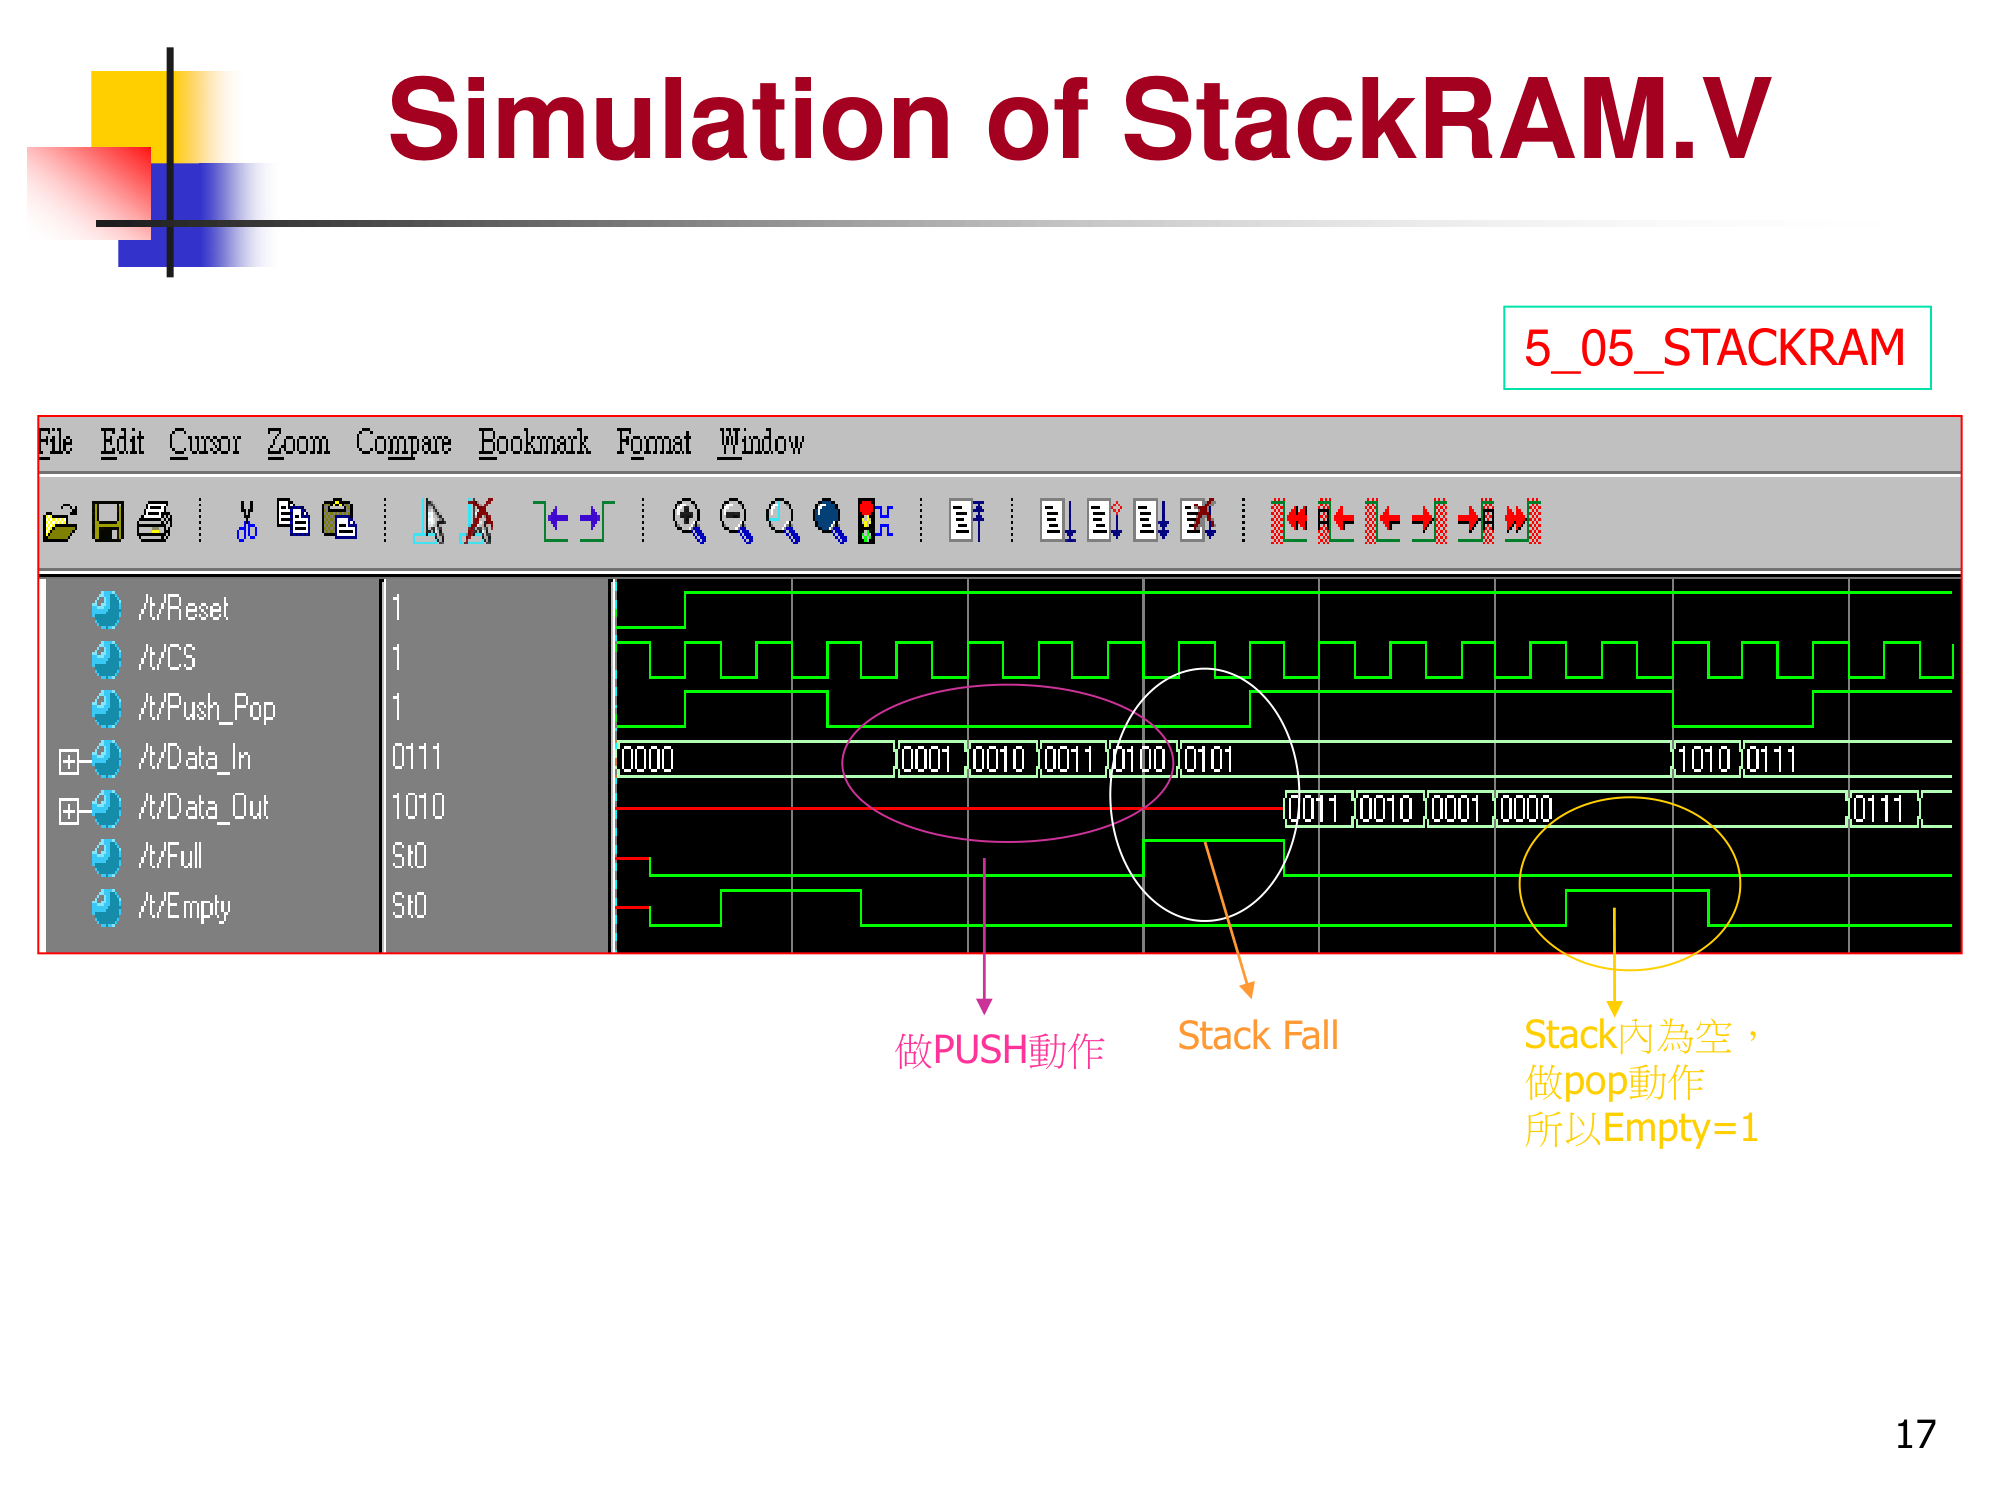 Simulation of StackRAM.V
5_05_STACKRAM
File Edit Cursor Zoom Compare Bookmark Format Window
/t/Reset 1
/t/CS 1
/t/Push_Pop 1
/t/Data_In 0111 0000 0001 0010 0011 0100 0101 1010 0111
/t/Data_Out 1010 0011 0010 0001 0000 0111
/t/Full St0
/t/Empty St0
做PUSH動作
Stack Fall
Stack內為空，
做pop動作
所以Empty=1
17